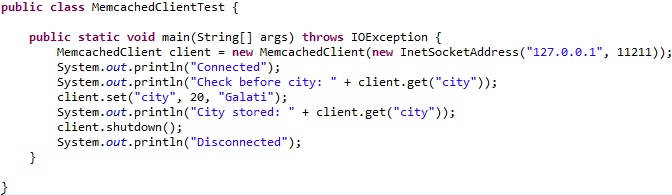 public class MemcachedClientTest {
public static void main(String[] args) throws IOException {
MemcachedClient client = new MemcachedClient(new InetSocketAddress("127.0.0.1", 11211));
System.out.println("Connected");
System.out.println("Check before city: " + client.get("city"));
client.set("city", 20, "Galati");
System.out.println("City stored: " + client.get("city"));
client.shutdown();
System.out.println("Disconnected");
}
}